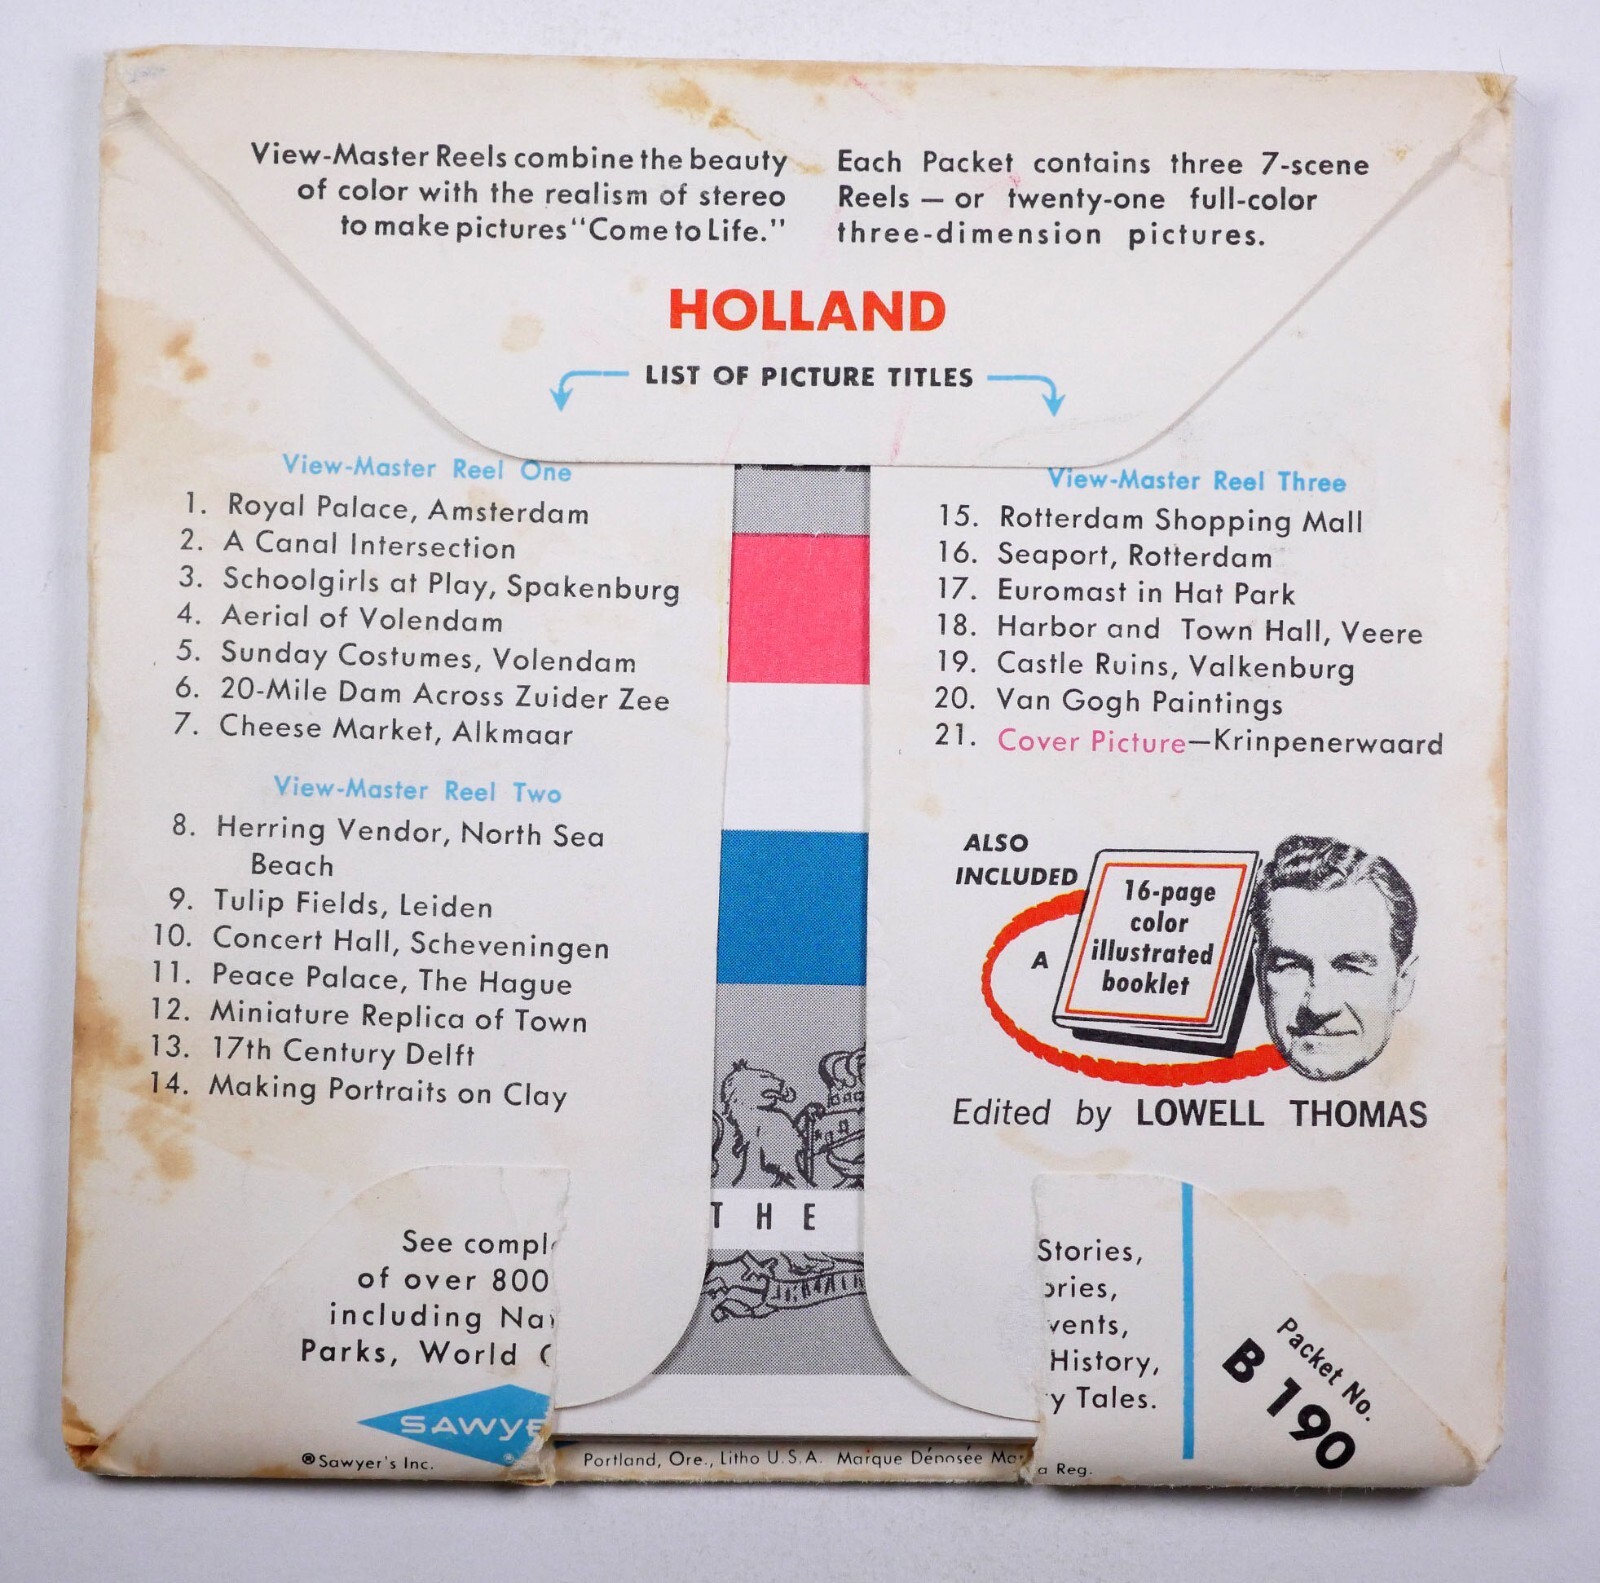 View-Master Reels combine the beauty
of color with the realism of stereo
to make pictures "Come to Life."
Each Packet contains three 7-scene
Reels — or twenty-one full-color
three-dimension pictures.
HOLLAND
LIST OF PICTURE TITLES
View-Master Reel One
1. Royal Palace, Amsterdam
2. A Canal Intersection
3. Schoolgirls at Play, Spakenburg
4. Aerial of Volendam
5. Sunday Costumes, Volendam
6. 20-Mile Dam Across Zuider Zee
7. Cheese Market, Alkmaar
View-Master Reel Two
8. Herring Vendor, North Sea
Beach
9. Tulip Fields, Leiden
10. Concert Hall, Scheveningen
11. Peace Palace, The Hague
12. Miniature Replica of Town
13. 17th Century Delft
14. Making Portraits on Clay
View-Master Reel Three
15. Rotterdam Shopping Mall
16. Seaport, Rotterdam
17. Euromast in Hat Park
18. Harbor and Town Hall, Veere
19. Castle Ruins, Valkenburg
20. Van Gogh Paintings
21. Cover Picture—Krinpenerwaard
ALSO
INCLUDED
A
16-page
color
illustrated
booklet
Edited by LOWELL THOMAS
THE
See
of over 800
including
Parks, World
Stories,
History,
Tales.
Packet No.
B 190
®Sawyer's Inc.
Portland, Ore., Litho U.S.A. Marque Dénosée
Reg.